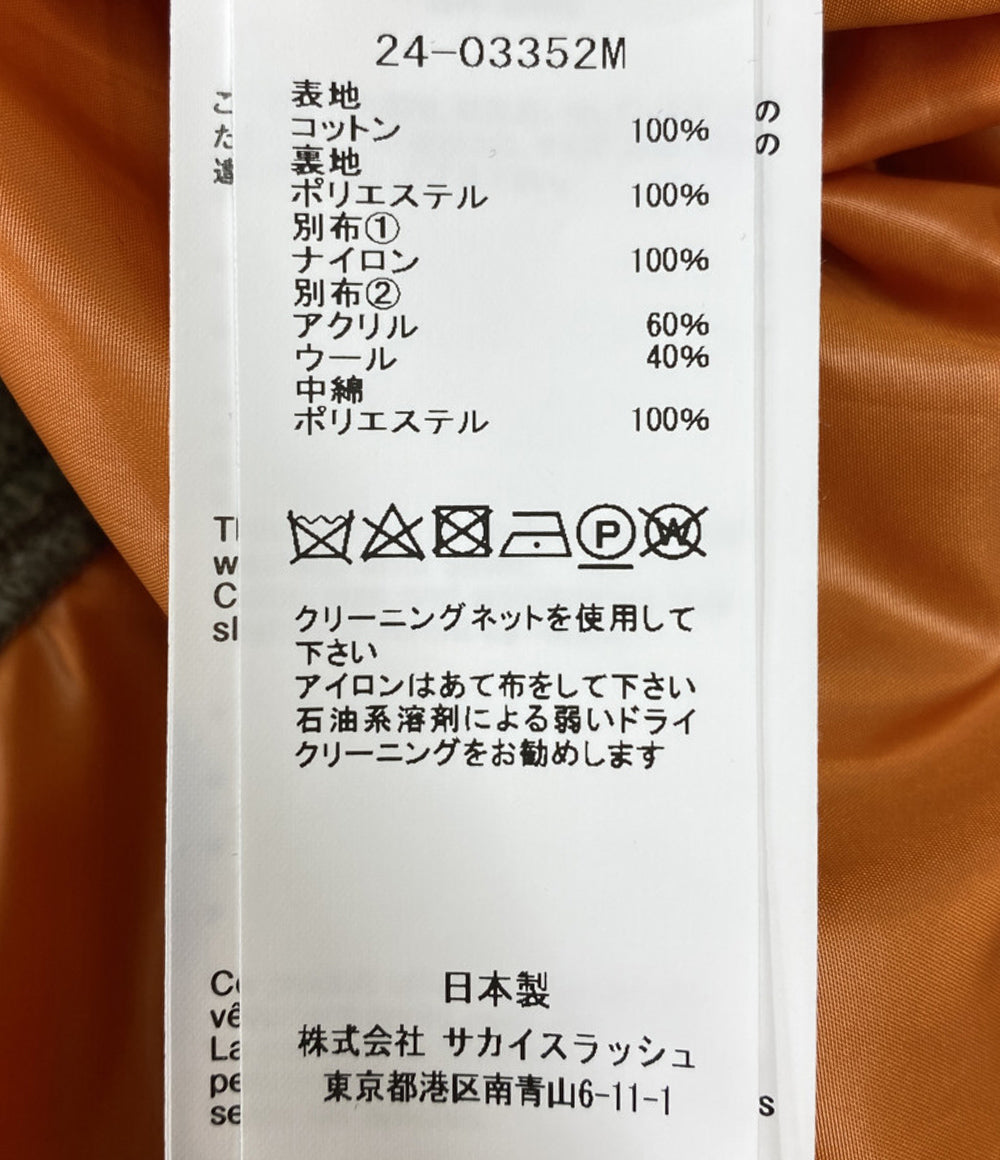 24-03352M
表地
コットン 100%
裏地
ポリエステル 100%
別布①
ナイロン 100%
別布②
アクリル 60%
ウール 40%
中綿
ポリエステル 100%
P W
クリーニングネットを使用して
下さい
アイロンはあて布をして下さい
石油系溶剤による弱いドライ
クリーニングをお勧めします
日本製
株式会社 サカイスラッシュ
東京都港区南青山6-11-1
の
の
s